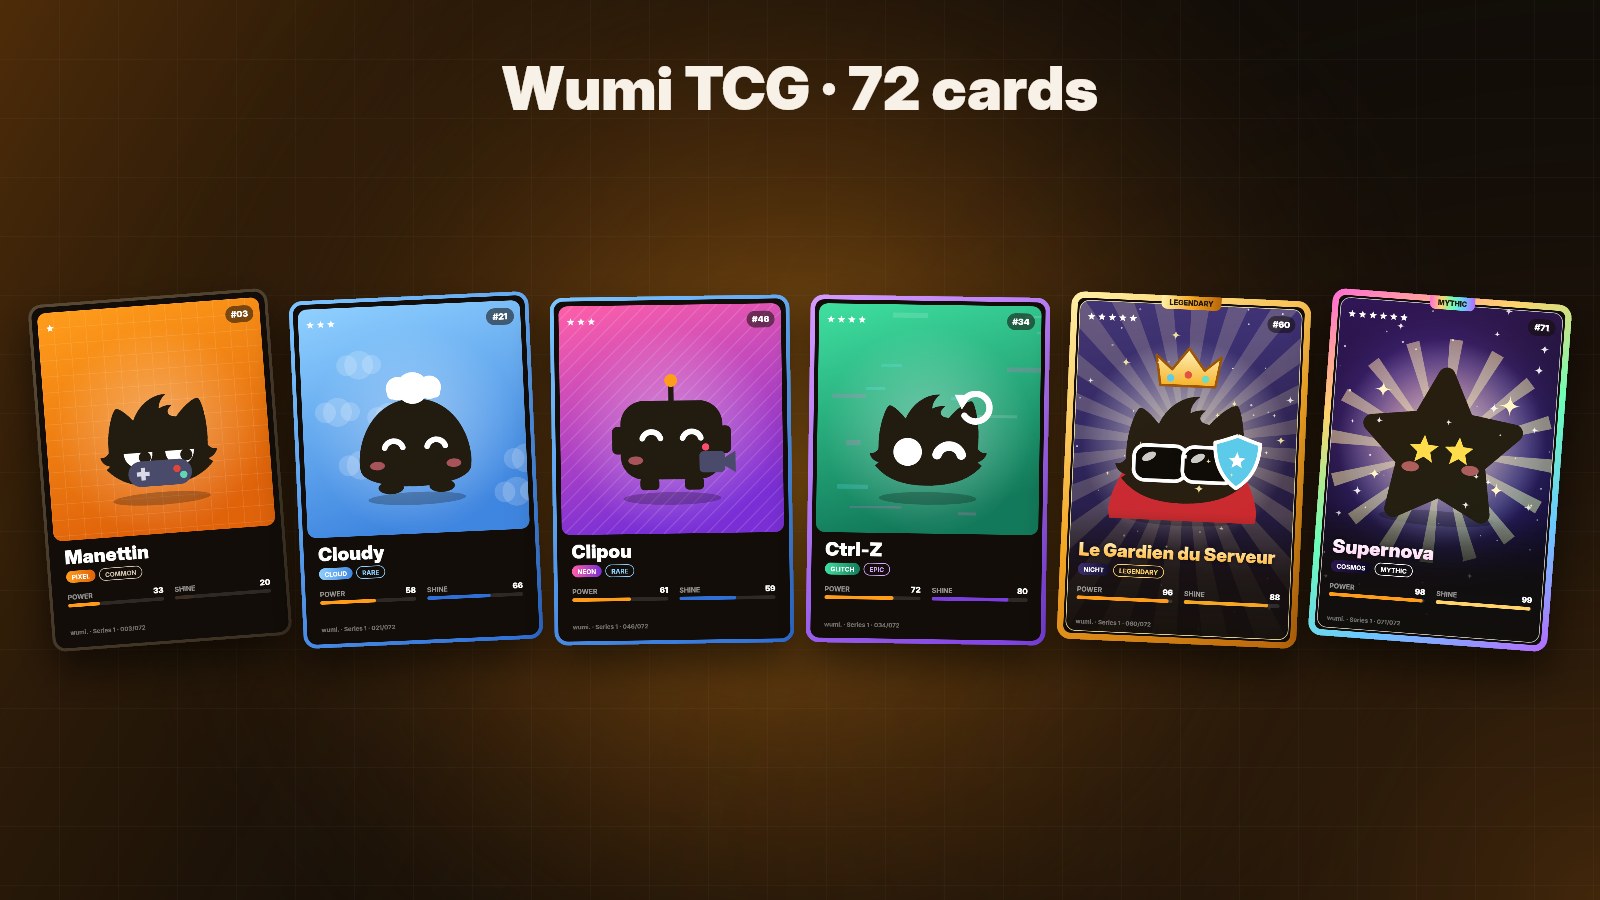 Wumi TCG · 72 cards
#03
Manettin
PIXEL COMMON
POWER 33 SHINE 20
wumi. · Series 1 · 003/072
#21
Cloudy
CLOUD RARE
POWER 58 SHINE 66
wumi. · Series 1 · 021/072
#46
Clipou
NEON RARE
POWER 61 SHINE 59
wumi. · Series 1 · 046/072
#34
Ctrl-Z
GLITCH EPIC
POWER 72 SHINE 80
wumi. · Series 1 · 034/072
LEGENDARY
#60
Le Gardien du Serveur
NIGHT LEGENDARY
POWER 96 SHINE 88
wumi. · Series 1 · 060/072
MYTHIC
#71
Supernova
COSMOS MYTHIC
POWER 98 SHINE 99
wumi. · Series 1 · 071/072